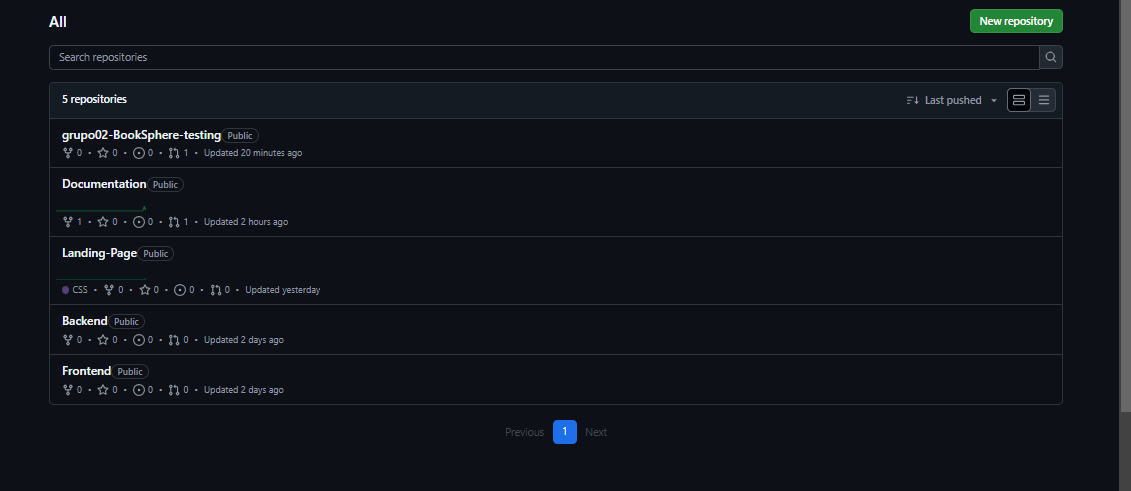 All
New repository
Search repositories
5 repositories
Last pushed
grupo02-BookSphere-testing Public
0 • 0 • 0 • 1 • Updated 20 minutes ago
Documentation Public
1 • 0 • 0 • 1 • Updated 2 hours ago
Landing-Page Public
CSS • 0 • 0 • 0 • 0 • Updated yesterday
Backend Public
0 • 0 • 0 • 0 • Updated 2 days ago
Frontend Public
0 • 0 • 0 • 0 • Updated 2 days ago
Previous 1 Next